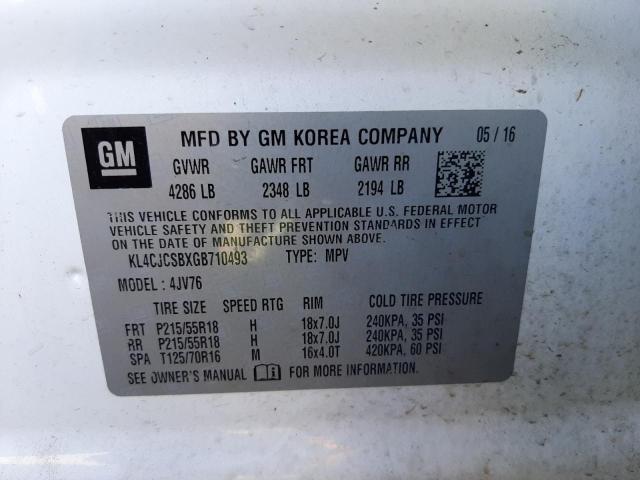 GM MFD BY GM KOREA COMPANY 05 / 16
GVWR GAWR FRT GAWR RR
4286 LB 2348 LB 2194 LB
THIS VEHICLE CONFORMS TO ALL APPLICABLE U.S. FEDERAL MOTOR
VEHICLE SAFETY AND THEFT PREVENTION STANDARDS IN EFFECT
ON THE DATE OF MANUFACTURE SHOWN ABOVE.
KL4CJCSBXGB710493 TYPE: MPV
MODEL : 4JV76
TIRE SIZE SPEED RTG RIM COLD TIRE PRESSURE
FRT P215/55R18 H 18x7.0J 240KPA, 35 PSI
RR P215/55R18 H 18x7.0J 240KPA, 35 PSI
SPA T125/70R16 M 16x4.0T 420KPA, 60 PSI
SEE OWNER'S MANUAL FOR MORE INFORMATION.